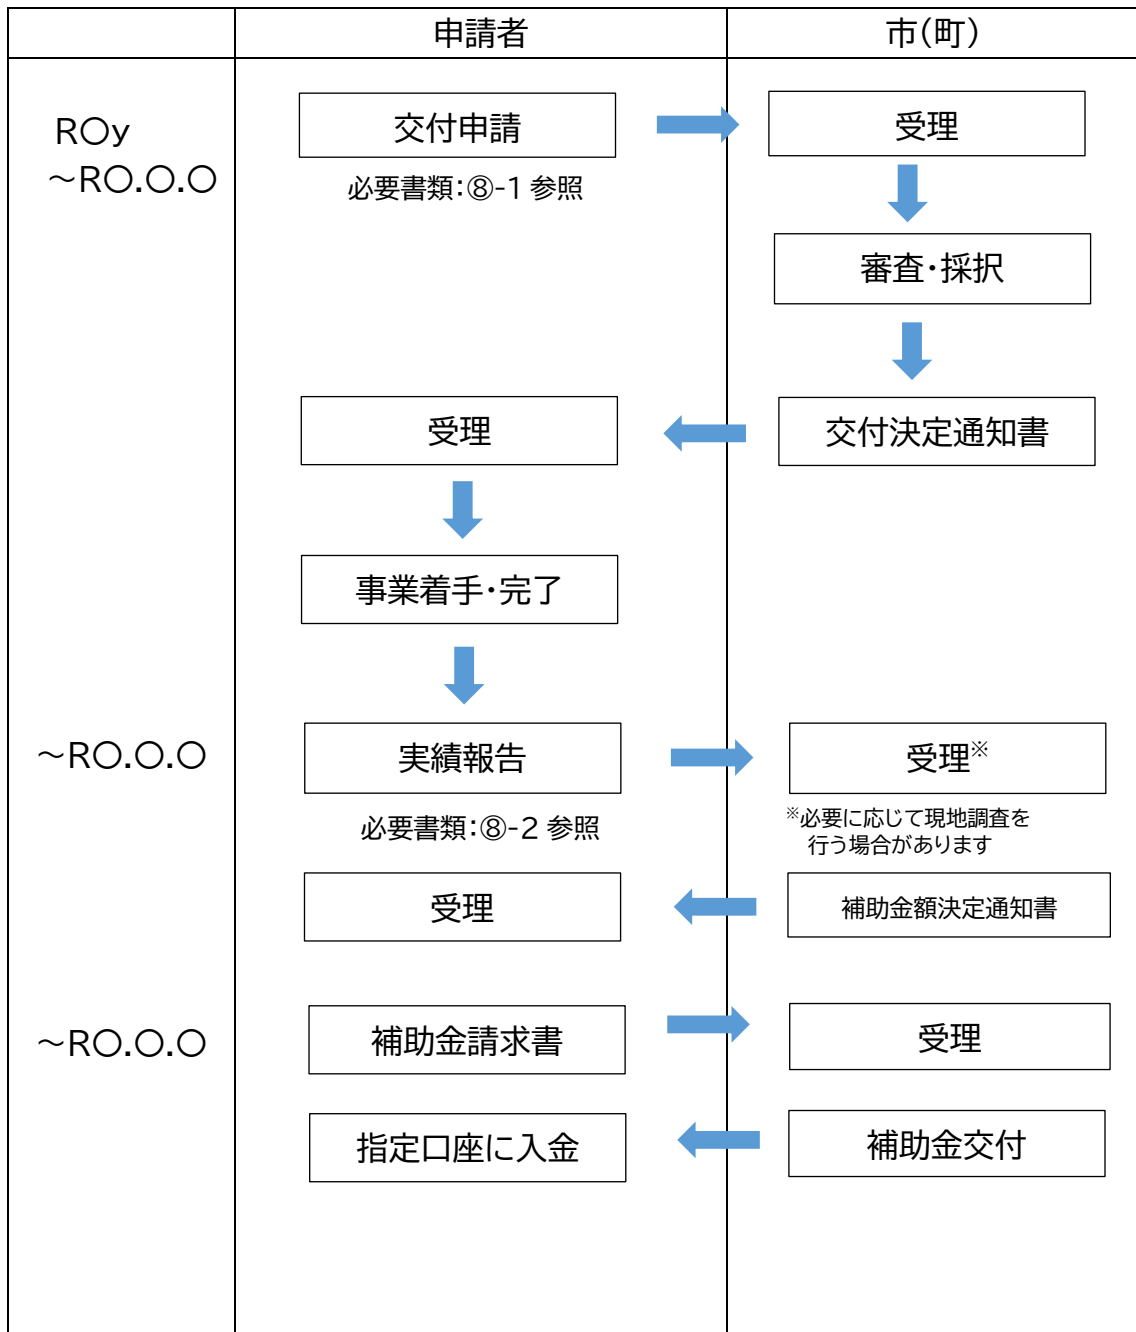 申請者
市(町)
R〇y
～R〇.〇.〇
交付申請
受理
必要書類:⑧-1 参照
審査・採択
受理
交付決定通知書
事業着手・完了
～R〇.〇.〇
実績報告
受理※
必要書類:⑧-2 参照
※必要に応じて現地調査を
行う場合があります
受理
補助金額決定通知書
～R〇.〇.〇
補助金請求書
受理
指定口座に入金
補助金交付